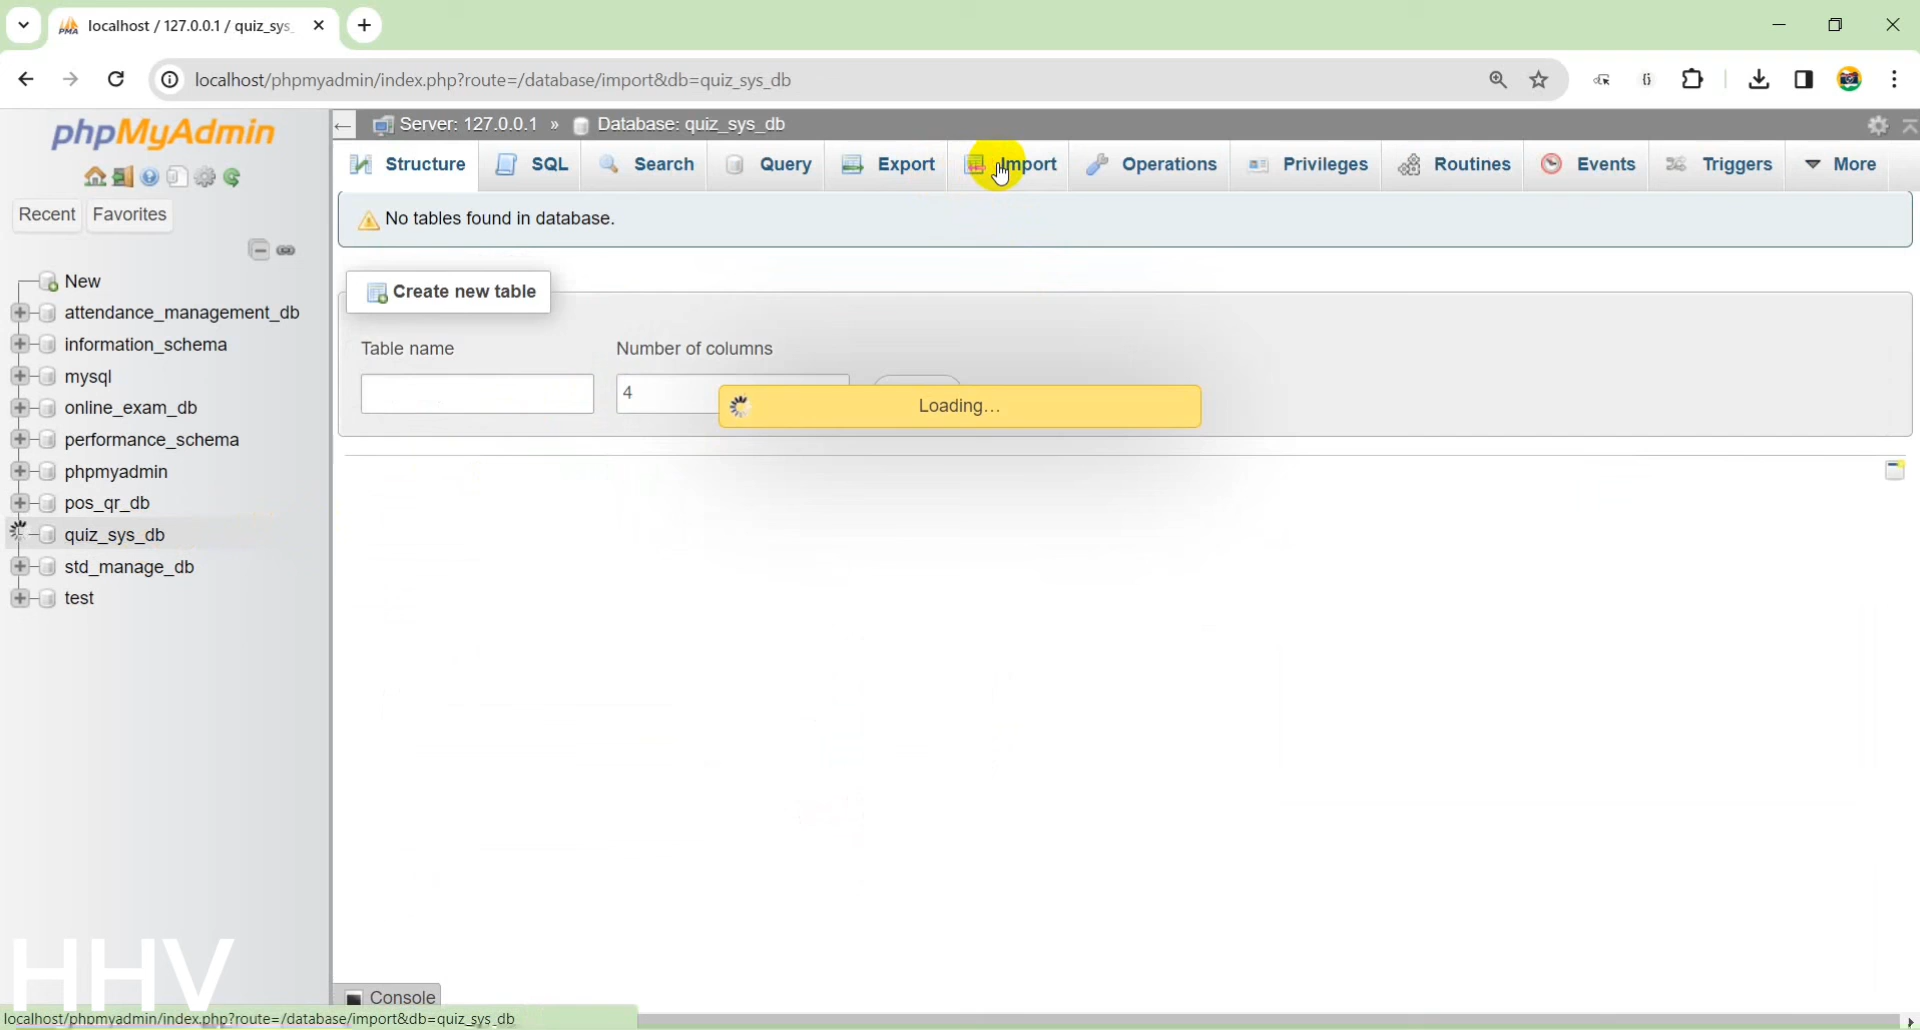 localhost / 127.0.0.1 / quiz_sys_
localhost/phpmyadmin/index.php?route=/database/import&db=quiz_sys_db
phpMyAdmin
Server: 127.0.0.1 » Database: quiz_sys_db
Structure SQL Search Query Export Import Operations Privileges Routines Events Triggers More
Recent Favorites
No tables found in database.
New
attendance_management_db
information_schema
mysql
online_exam_db
performance_schema
phpmyadmin
pos_qr_db
quiz_sys_db
std_manage_db
test
Create new table
Table name Number of columns
4
Loading…
HHV
Console
localhost/phpmyadmin/index.php?route=/database/import&db=quiz_sys_db